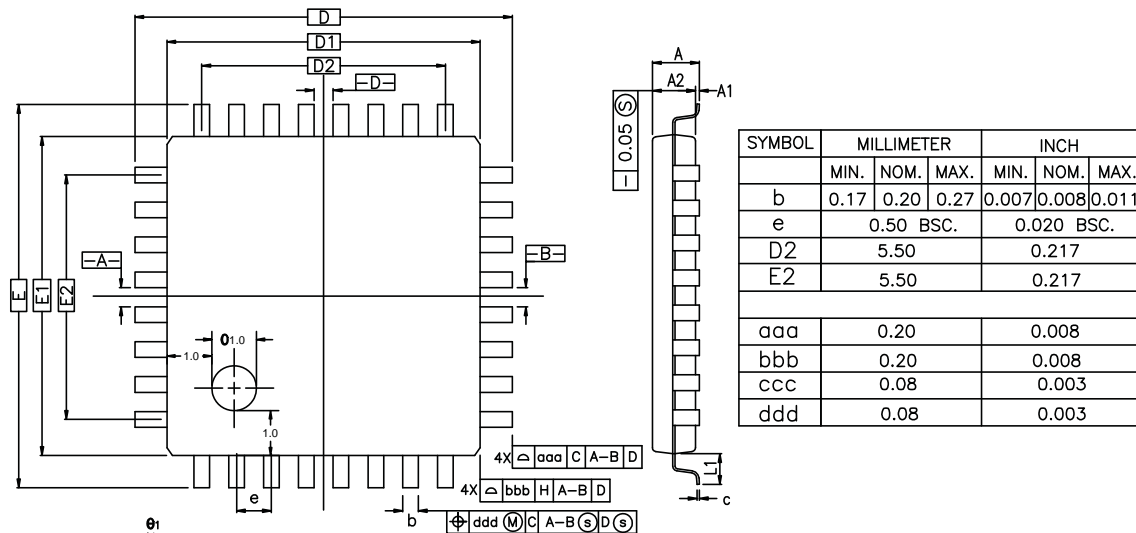 D
D1
D2
-D-
A
A2
A1
0.05 Ⓢ
E
E1
E2
-A-
-B-
1.0
1.0
1.0
4X ⌓ aaa C A-B D
4X ⌓ bbb H A-B D
e
b
⌖ ddd Ⓜ C A-B Ⓢ D Ⓢ
θ1
L1
c
SYMBOL MILLIMETER INCH
MIN. NOM. MAX. MIN. NOM. MAX.
b 0.17 0.20 0.27 0.007 0.008 0.011
e 0.50 BSC. 0.020 BSC.
D2 5.50 0.217
E2 5.50 0.217
aaa 0.20 0.008
bbb 0.20 0.008
ccc 0.08 0.003
ddd 0.08 0.003